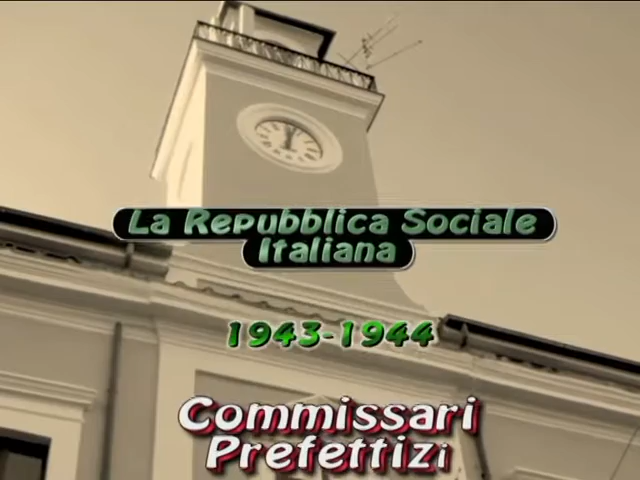 La Repubblica Sociale
Italiana
1943-1944
Commissari
Prefettizi